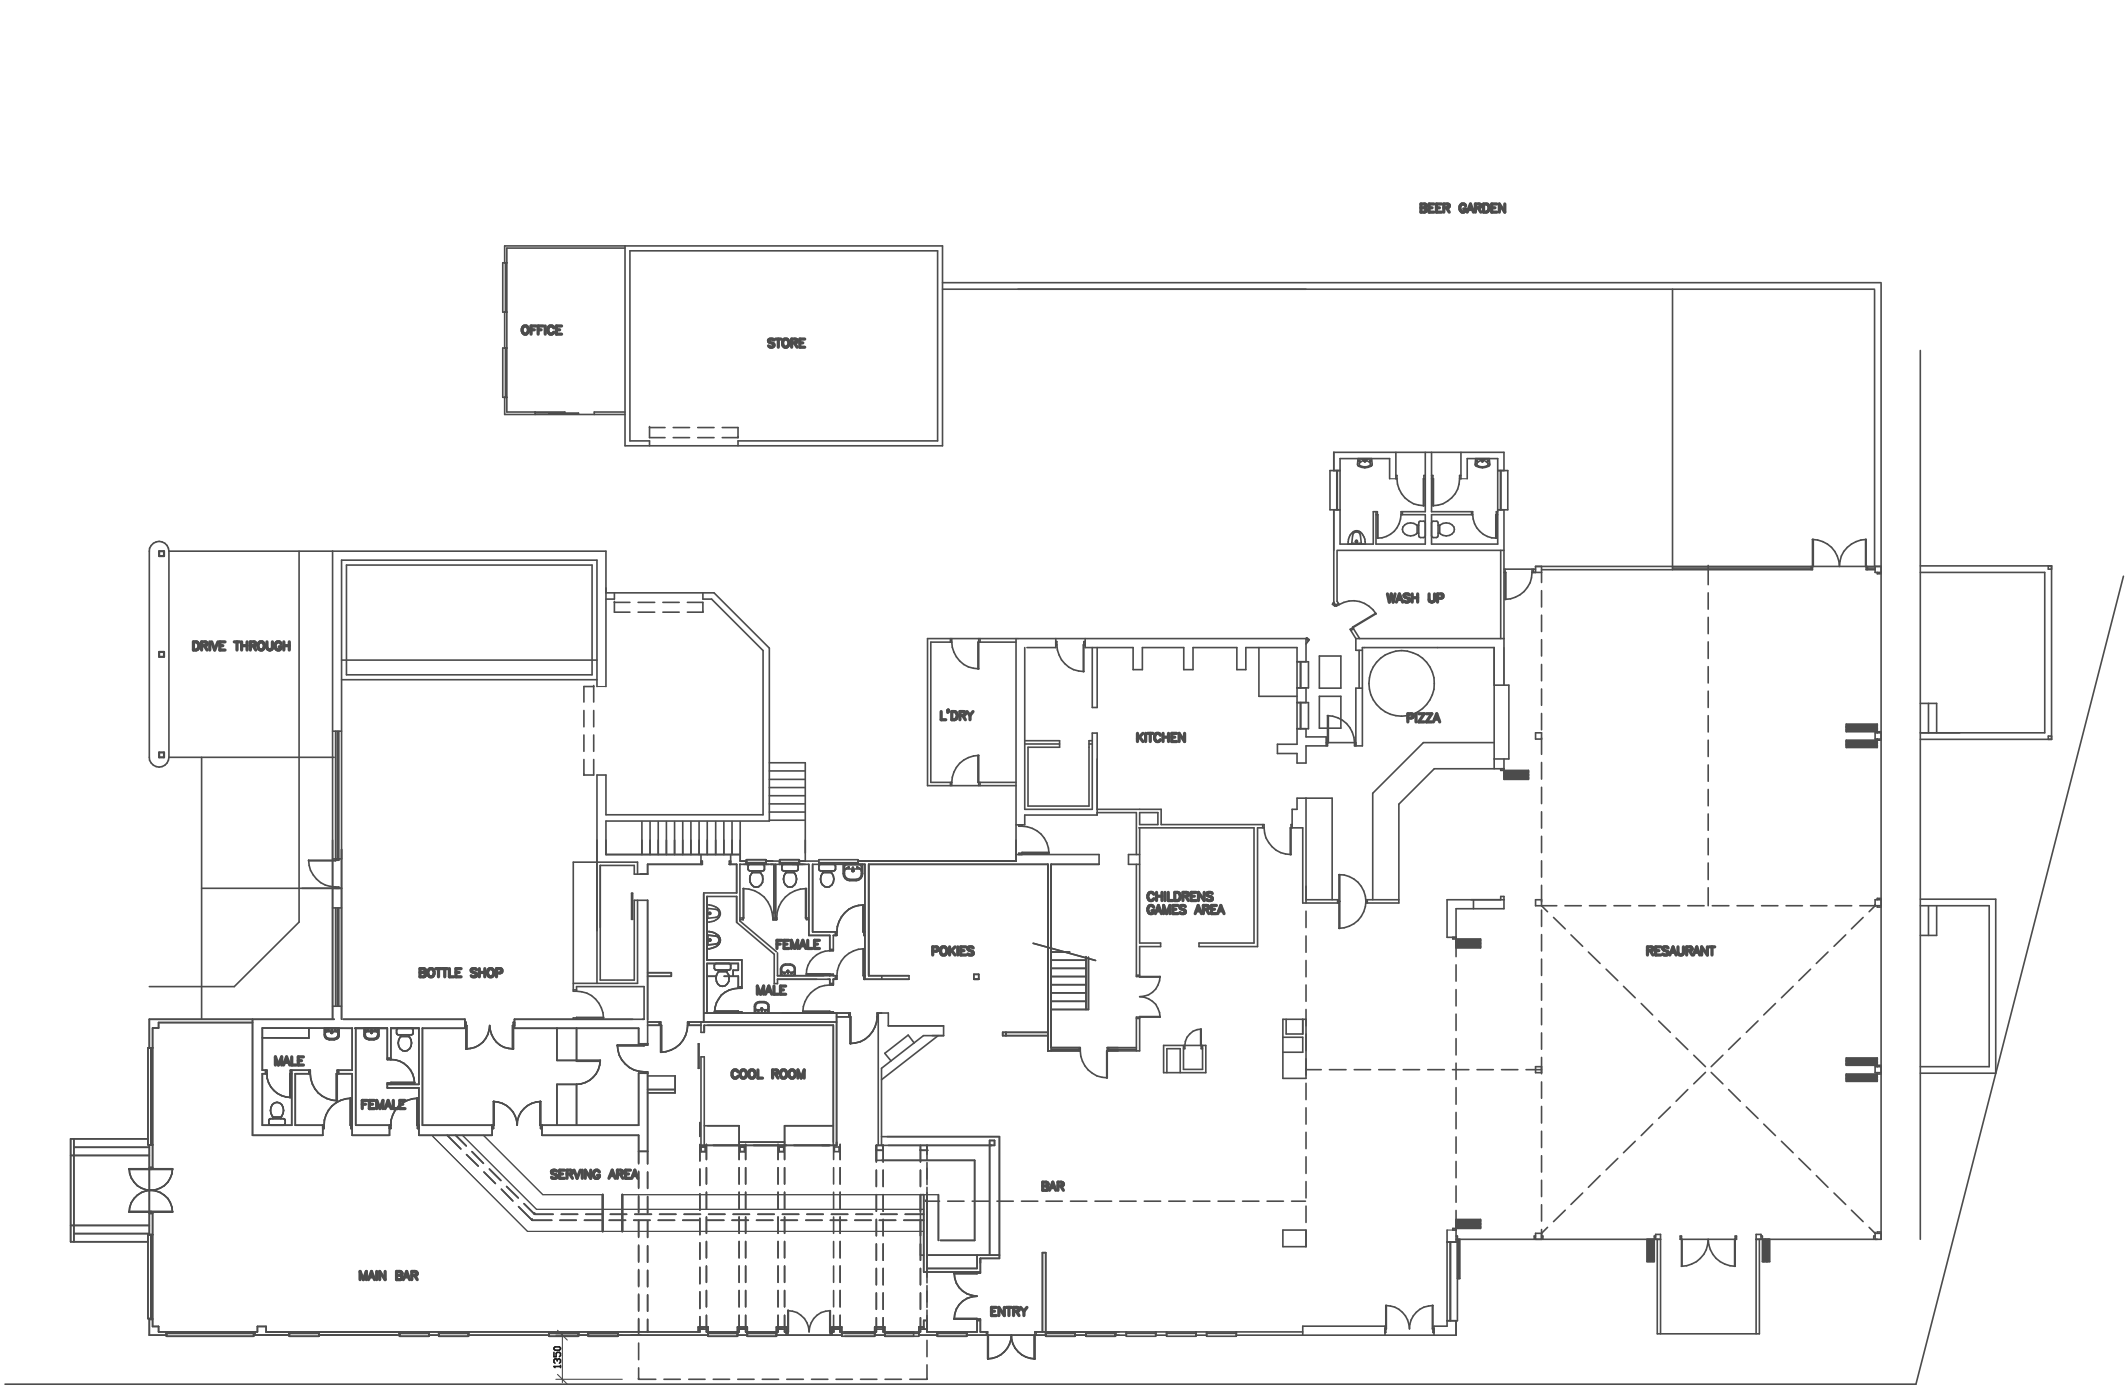 BEER GARDEN
OFFICE
STORE
WASH UP
DRIVE THROUGH
L'DRY
PIZZA
KITCHEN
CHILDRENS
GAMES AREA
FEMALE
POKIES
RESAURANT
BOTTLE SHOP
MALE
MALE
COOL ROOM
FEMALE
SERVING AREA
BAR
MAIN BAR
ENTRY
1350